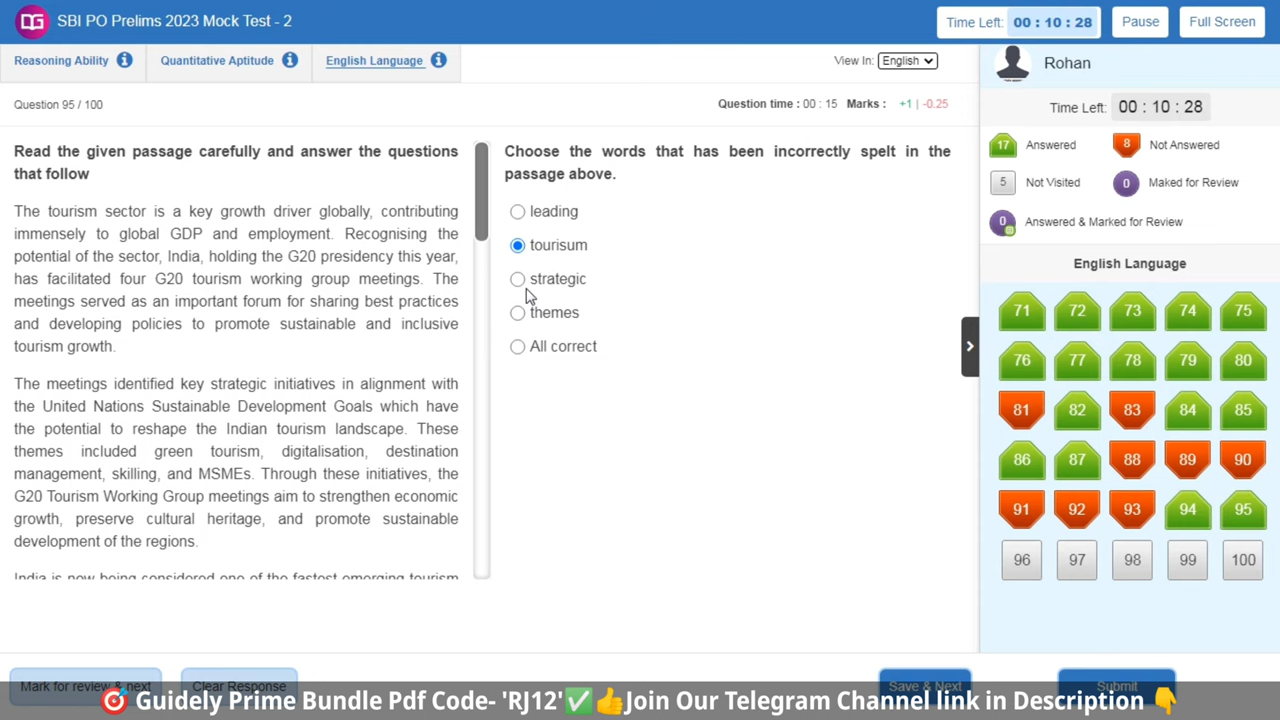 SBI PO Prelims 2023 Mock Test - 2
Time Left: 00 : 10 : 28
Pause
Full Screen
Reasoning Ability
Quantitative Aptitude
English Language
View In: English
Rohan
Question 95 / 100
Question time : 00 : 15 Marks : +1 | -0.25
Time Left: 00 : 10 : 28
17 Answered
8 Not Answered
5 Not Visited
0 Maked for Review
0 Answered & Marked for Review
Read the given passage carefully and answer the questions
that follow
The tourism sector is a key growth driver globally, contributing
immensely to global GDP and employment. Recognising the
potential of the sector, India, holding the G20 presidency this year,
has facilitated four G20 tourism working group meetings. The
meetings served as an important forum for sharing best practices
and developing policies to promote sustainable and inclusive
tourism growth.
The meetings identified key strategic initiatives in alignment with
the United Nations Sustainable Development Goals which have
the potential to reshape the Indian tourism landscape. These
themes included green tourism, digitalisation, destination
management, skilling, and MSMEs. Through these initiatives, the
G20 Tourism Working Group meetings aim to strengthen economic
growth, preserve cultural heritage, and promote sustainable
development of the regions.
India is now being considered one of the fastest emerging tourism
Choose the words that has been incorrectly spelt in the
passage above.
leading
tourisum
strategic
themes
All correct
English Language
71 72 73 74 75
76 77 78 79 80
81 82 83 84 85
86 87 88 89 90
91 92 93 94 95
96 97 98 99 100
Mark for review & next
Clear Response
Save & Next
Submit
🎯 Guidely Prime Bundle Pdf Code- 'RJ12'✅👍Join Our Telegram Channel link in Description 👇